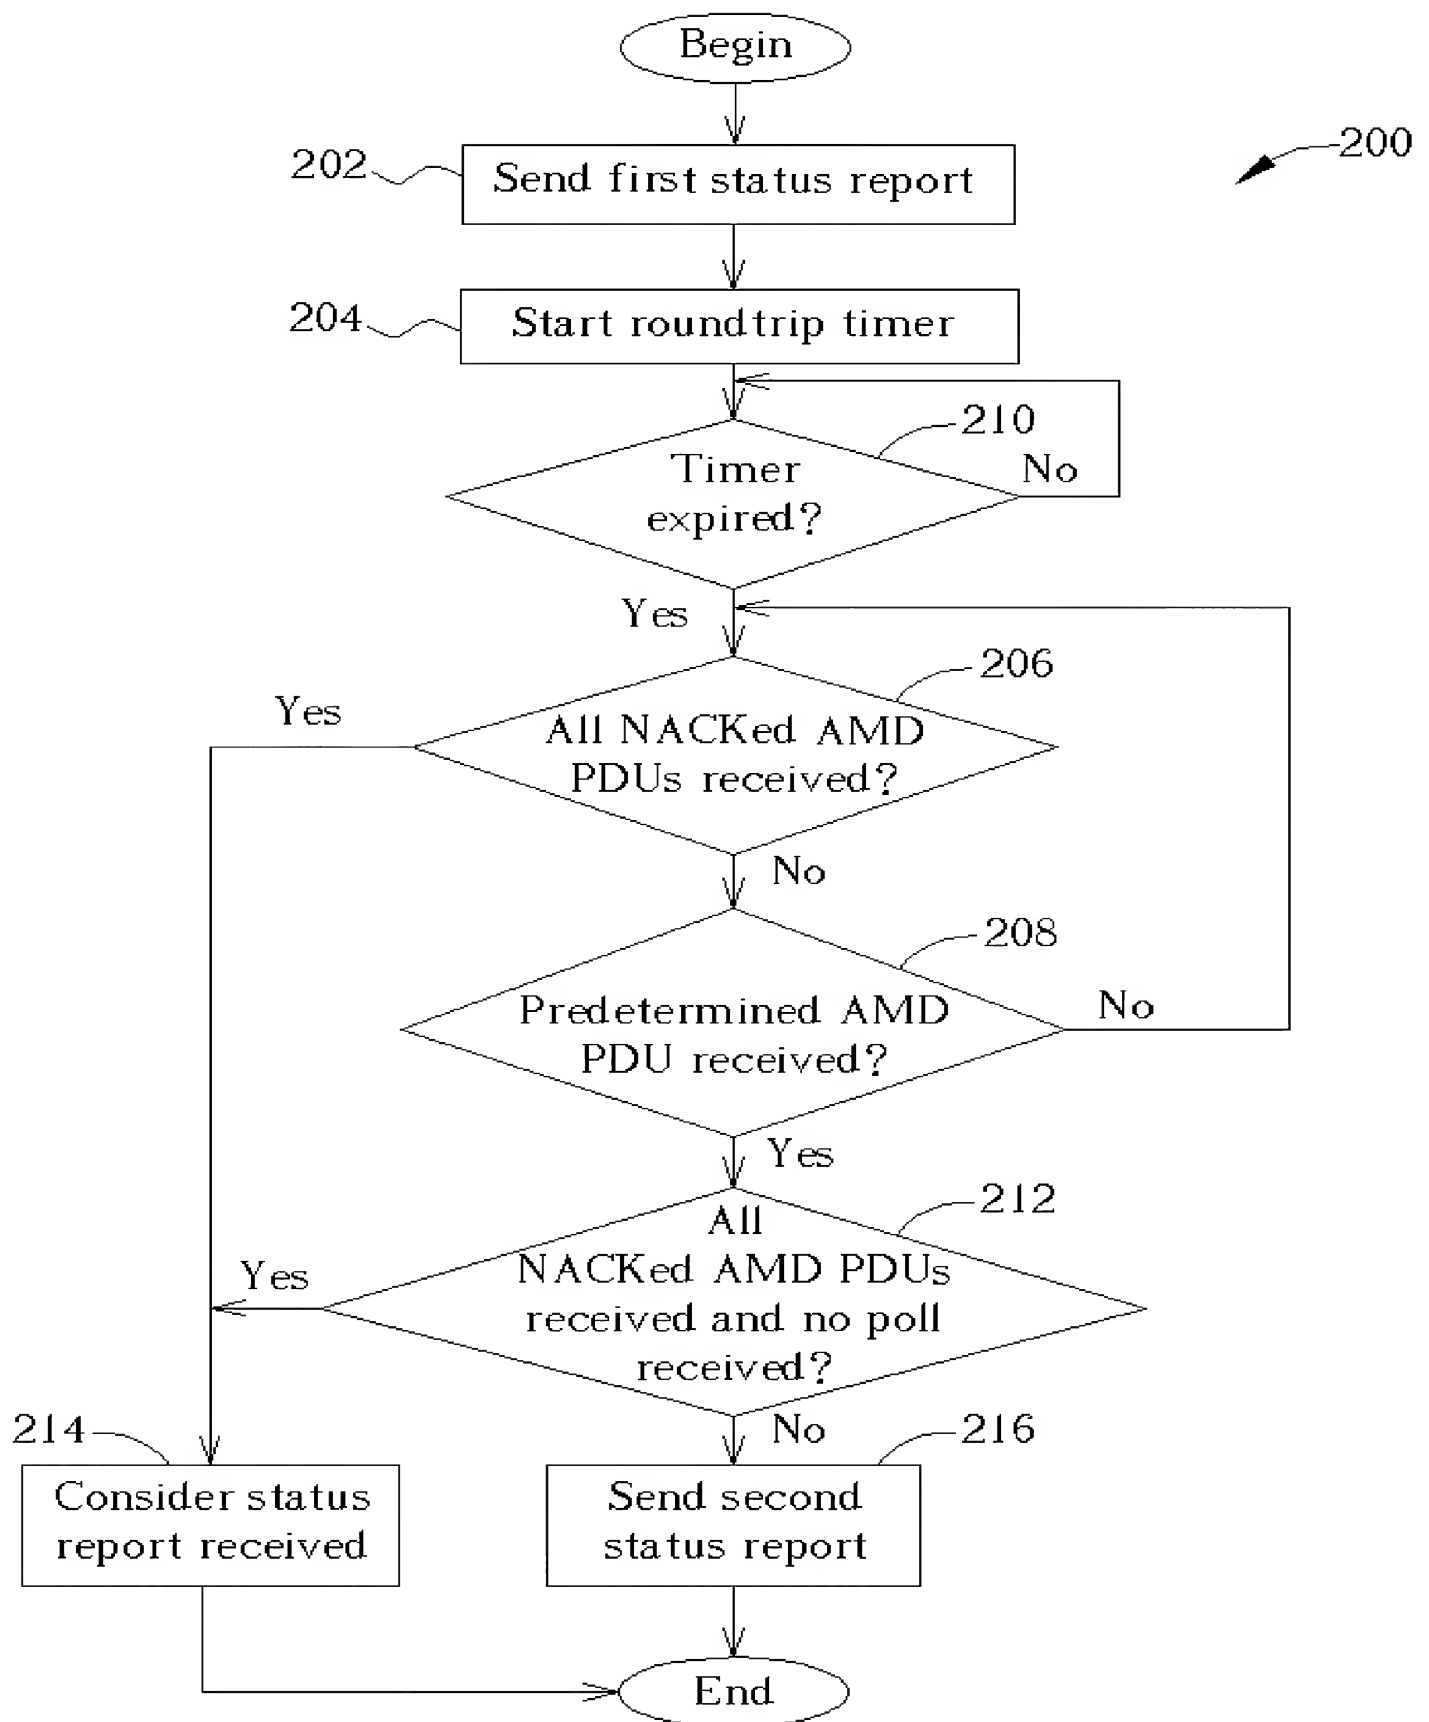 Begin
200
202
Send first status report
204
Start roundtrip timer
210
Timer
expired?
No
Yes
206
Yes
All NACKed AMD
PDUs received?
No
208
Predetermined AMD
PDU received?
No
Yes
212
All
NACKed AMD PDUs
received and no poll
received?
Yes
No
214
216
Consider status
report received
Send second
status report
End